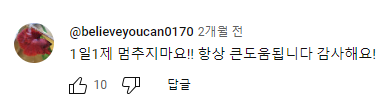 @believeyoucan0170 2개월 전
1일1제 멈추지마요!! 항상 큰도움됩니다 감사해요!
10 답글